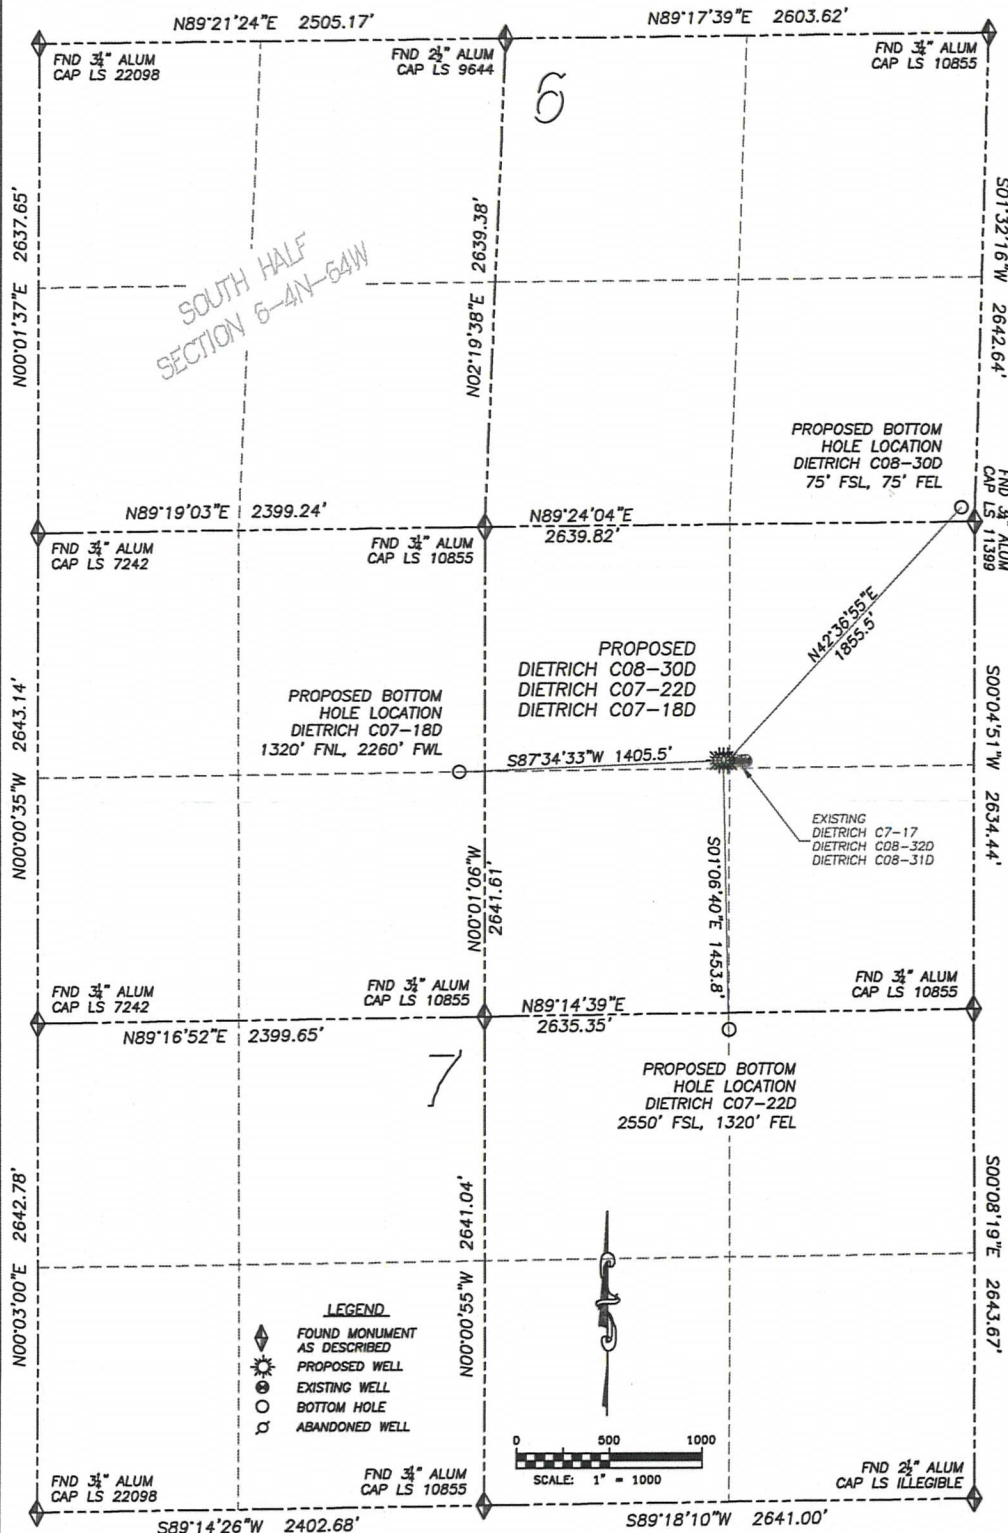 N89°21'24"E 2505.17'
N89°17'39"E 2603.62'
FND 3¼" ALUM
CAP LS 22098
FND 2½" ALUM
CAP LS 9644
FND 3¼" ALUM
CAP LS 10855
6
N00°01'37"E 2637.65'
SOUTH HALF
SECTION 6-4N-64W
N02°19'38"E 2639.38'
S01°32'16"W 2642.64'
PROPOSED BOTTOM
HOLE LOCATION
DIETRICH C08-30D
75' FSL, 75' FEL
FND 3¼" ALUM
CAP LS 11399
N89°19'03"E 2399.24'
N89°24'04"E
2639.82'
FND 3¼" ALUM
CAP LS 7242
FND 3¼" ALUM
CAP LS 10855
N42°36'55"E
1855.5'
PROPOSED
DIETRICH C08-30D
DIETRICH C07-22D
DIETRICH C07-18D
PROPOSED BOTTOM
HOLE LOCATION
DIETRICH C07-18D
1320' FNL, 2260' FWL
S87°34'33"W 1405.5'
N00°00'35"W 2643.14'
S00°04'51"W 2634.44'
EXISTING
DIETRICH C7-17
DIETRICH C08-32D
DIETRICH C08-31D
N00°01'06"W
2641.61'
S01°06'40"E 1453.8'
FND 3¼" ALUM
CAP LS 7242
FND 3¼" ALUM
CAP LS 10855
FND 3¼" ALUM
CAP LS 10855
N89°14'39"E
2635.35'
N89°16'52"E 2399.65'
7
PROPOSED BOTTOM
HOLE LOCATION
DIETRICH C07-22D
2550' FSL, 1320' FEL
N00°03'00"E 2642.78'
N00°00'55"W 2641.04'
S00°08'19"E 2643.67'
LEGEND
FOUND MONUMENT
AS DESCRIBED
PROPOSED WELL
EXISTING WELL
BOTTOM HOLE
ABANDONED WELL
0 500 1000
SCALE: 1" = 1000
FND 3¼" ALUM
CAP LS 22098
FND 3¼" ALUM
CAP LS 10855
FND 2½" ALUM
CAP LS ILLEGIBLE
S89°14'26"W 2402.68'
S89°18'10"W 2641.00'